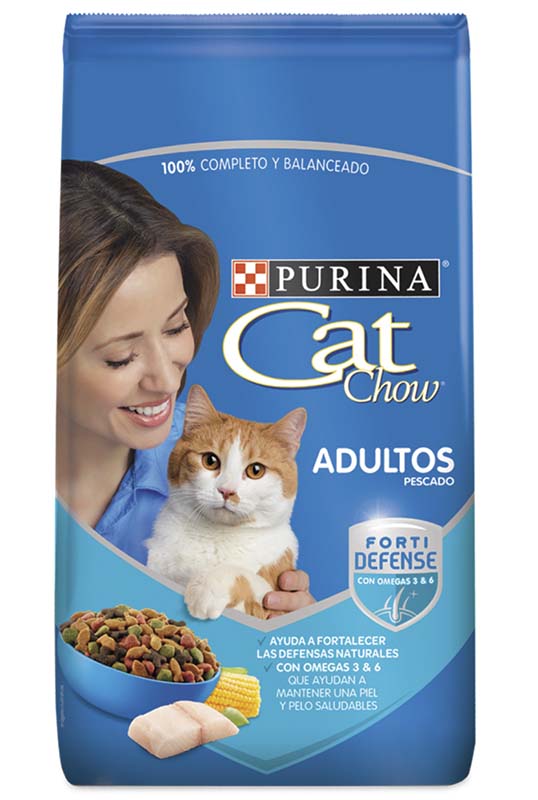 100% COMPLETO Y BALANCEADO
PURINA®
Cat
Chow®
ADULTOS
PESCADO
FORTI
DEFENSE
CON OMEGAS 3 & 6
✓ AYUDA A FORTALECER
LAS DEFENSAS NATURALES
✓ CON OMEGAS 3 & 6
QUE AYUDAN A
MANTENER UNA PIEL
Y PELO SALUDABLES